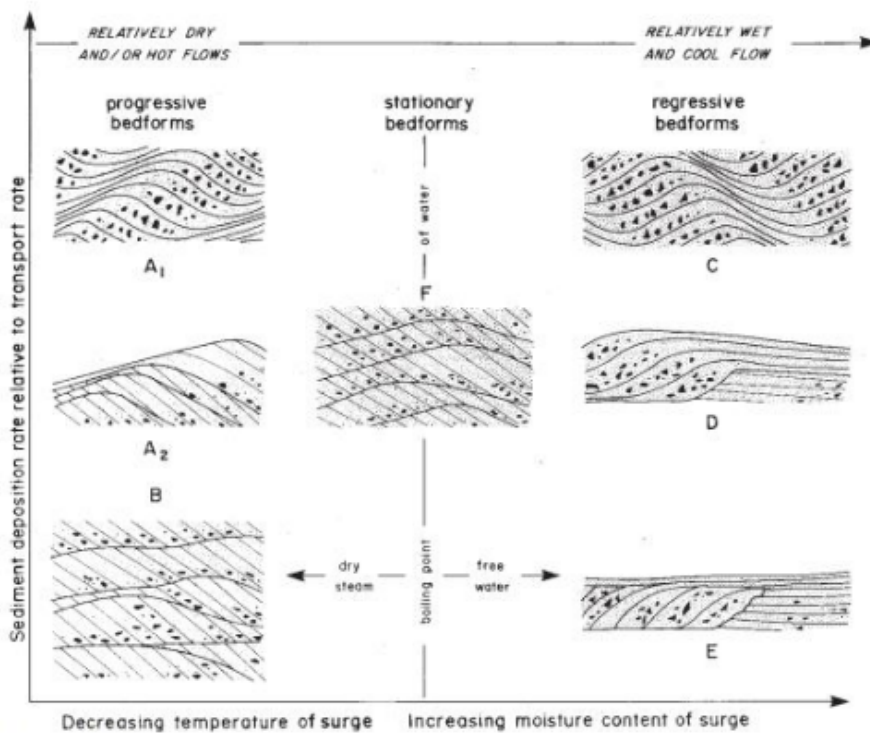 RELATIVELY DRY
AND/OR HOT FLOWS
RELATIVELY WET
AND COOL FLOW
progressive
bedforms
stationary
bedforms
regressive
bedforms
Sediment deposition rate relative to transport rate
A1
of water
C
F
A2
D
B
dry
steam
boiling point
free
water
E
Decreasing temperature of surge
Increasing moisture content of surge